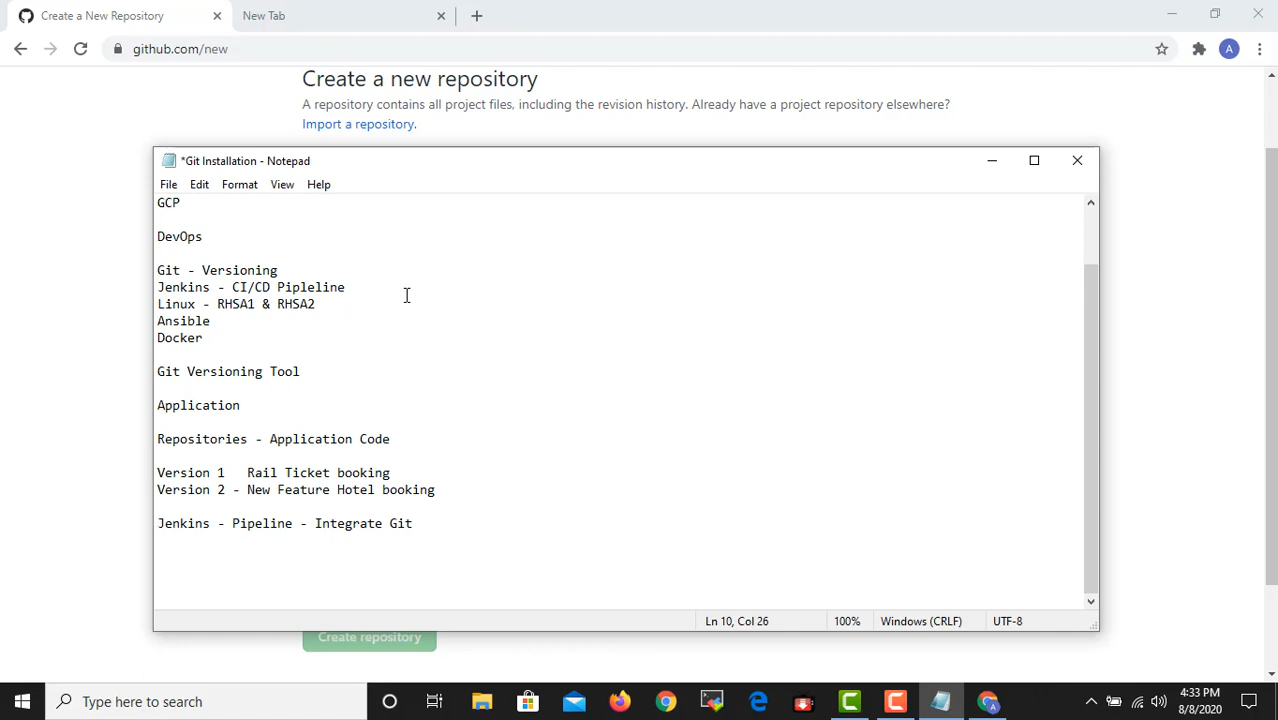 Create a New Repository
New Tab
github.com/new
A
Create a new repository
A repository contains all project files, including the revision history. Already have a project repository elsewhere?
Import a repository.
*Git Installation - Notepad
File Edit Format View Help
GCP
DevOps
Git - Versioning
Jenkins - CI/CD Pipleline
Linux - RHSA1 & RHSA2
Ansible
Docker
Git Versioning Tool
Application
Repositories - Application Code
Version 1 Rail Ticket booking
Version 2 - New Feature Hotel booking
Jenkins - Pipeline - Integrate Git
Ln 10, Col 26 100% Windows (CRLF) UTF-8
Create repository
Type here to search
4:33 PM
8/8/2020